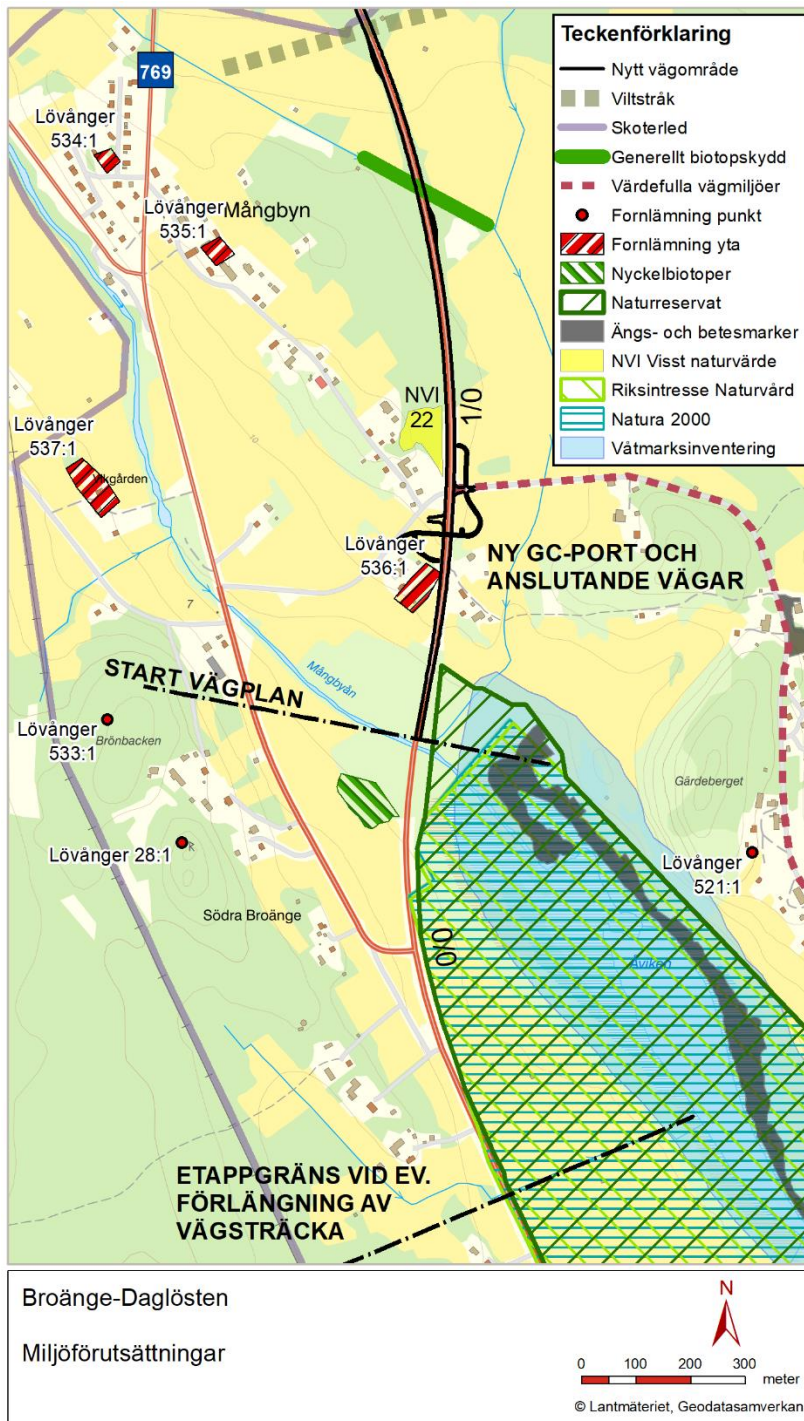 Teckenförklaring
Nytt vägområde
Viltstråk
Skoterled
Generellt biotopskydd
Värdefulla vägmiljöer
Fornlämning punkt
Fornlämning yta
Nyckelbiotoper
Naturreservat
Ängs- och betesmarker
NVI Visst naturvärde
Riksintresse Naturvård
Natura 2000
Våtmarksinventering
769
Lövånger
534:1
Lövånger
535:1
Mångbyn
NVI
22
1/0
Lövånger
537:1
Vikgården
Lövånger
536:1
NY GC-PORT OCH
ANSLUTANDE VÄGAR
7
Mångbyån
START VÄGPLAN
Lövånger
533:1
Brönbacken
Gärdeberget
Lövånger 28:1
Lövånger
521:1
Södra Broänge
0/0
Aviken
ETAPPGRÄNS VID EV.
FÖRLÄNGNING AV
VÄGSTRÄCKA
Broänge-Daglösten
Miljöförutsättningar
N
0 100 200 300
meter
© Lantmäteriet, Geodatasamverkan